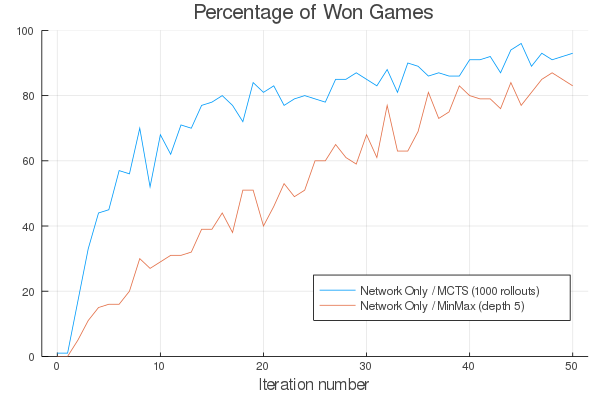 Percentage of Won Games
100
80
60
40
20
0
Network Only / MCTS (1000 rollouts)
Network Only / MinMax (depth 5)
0 10 20 30 40 50
Iteration number